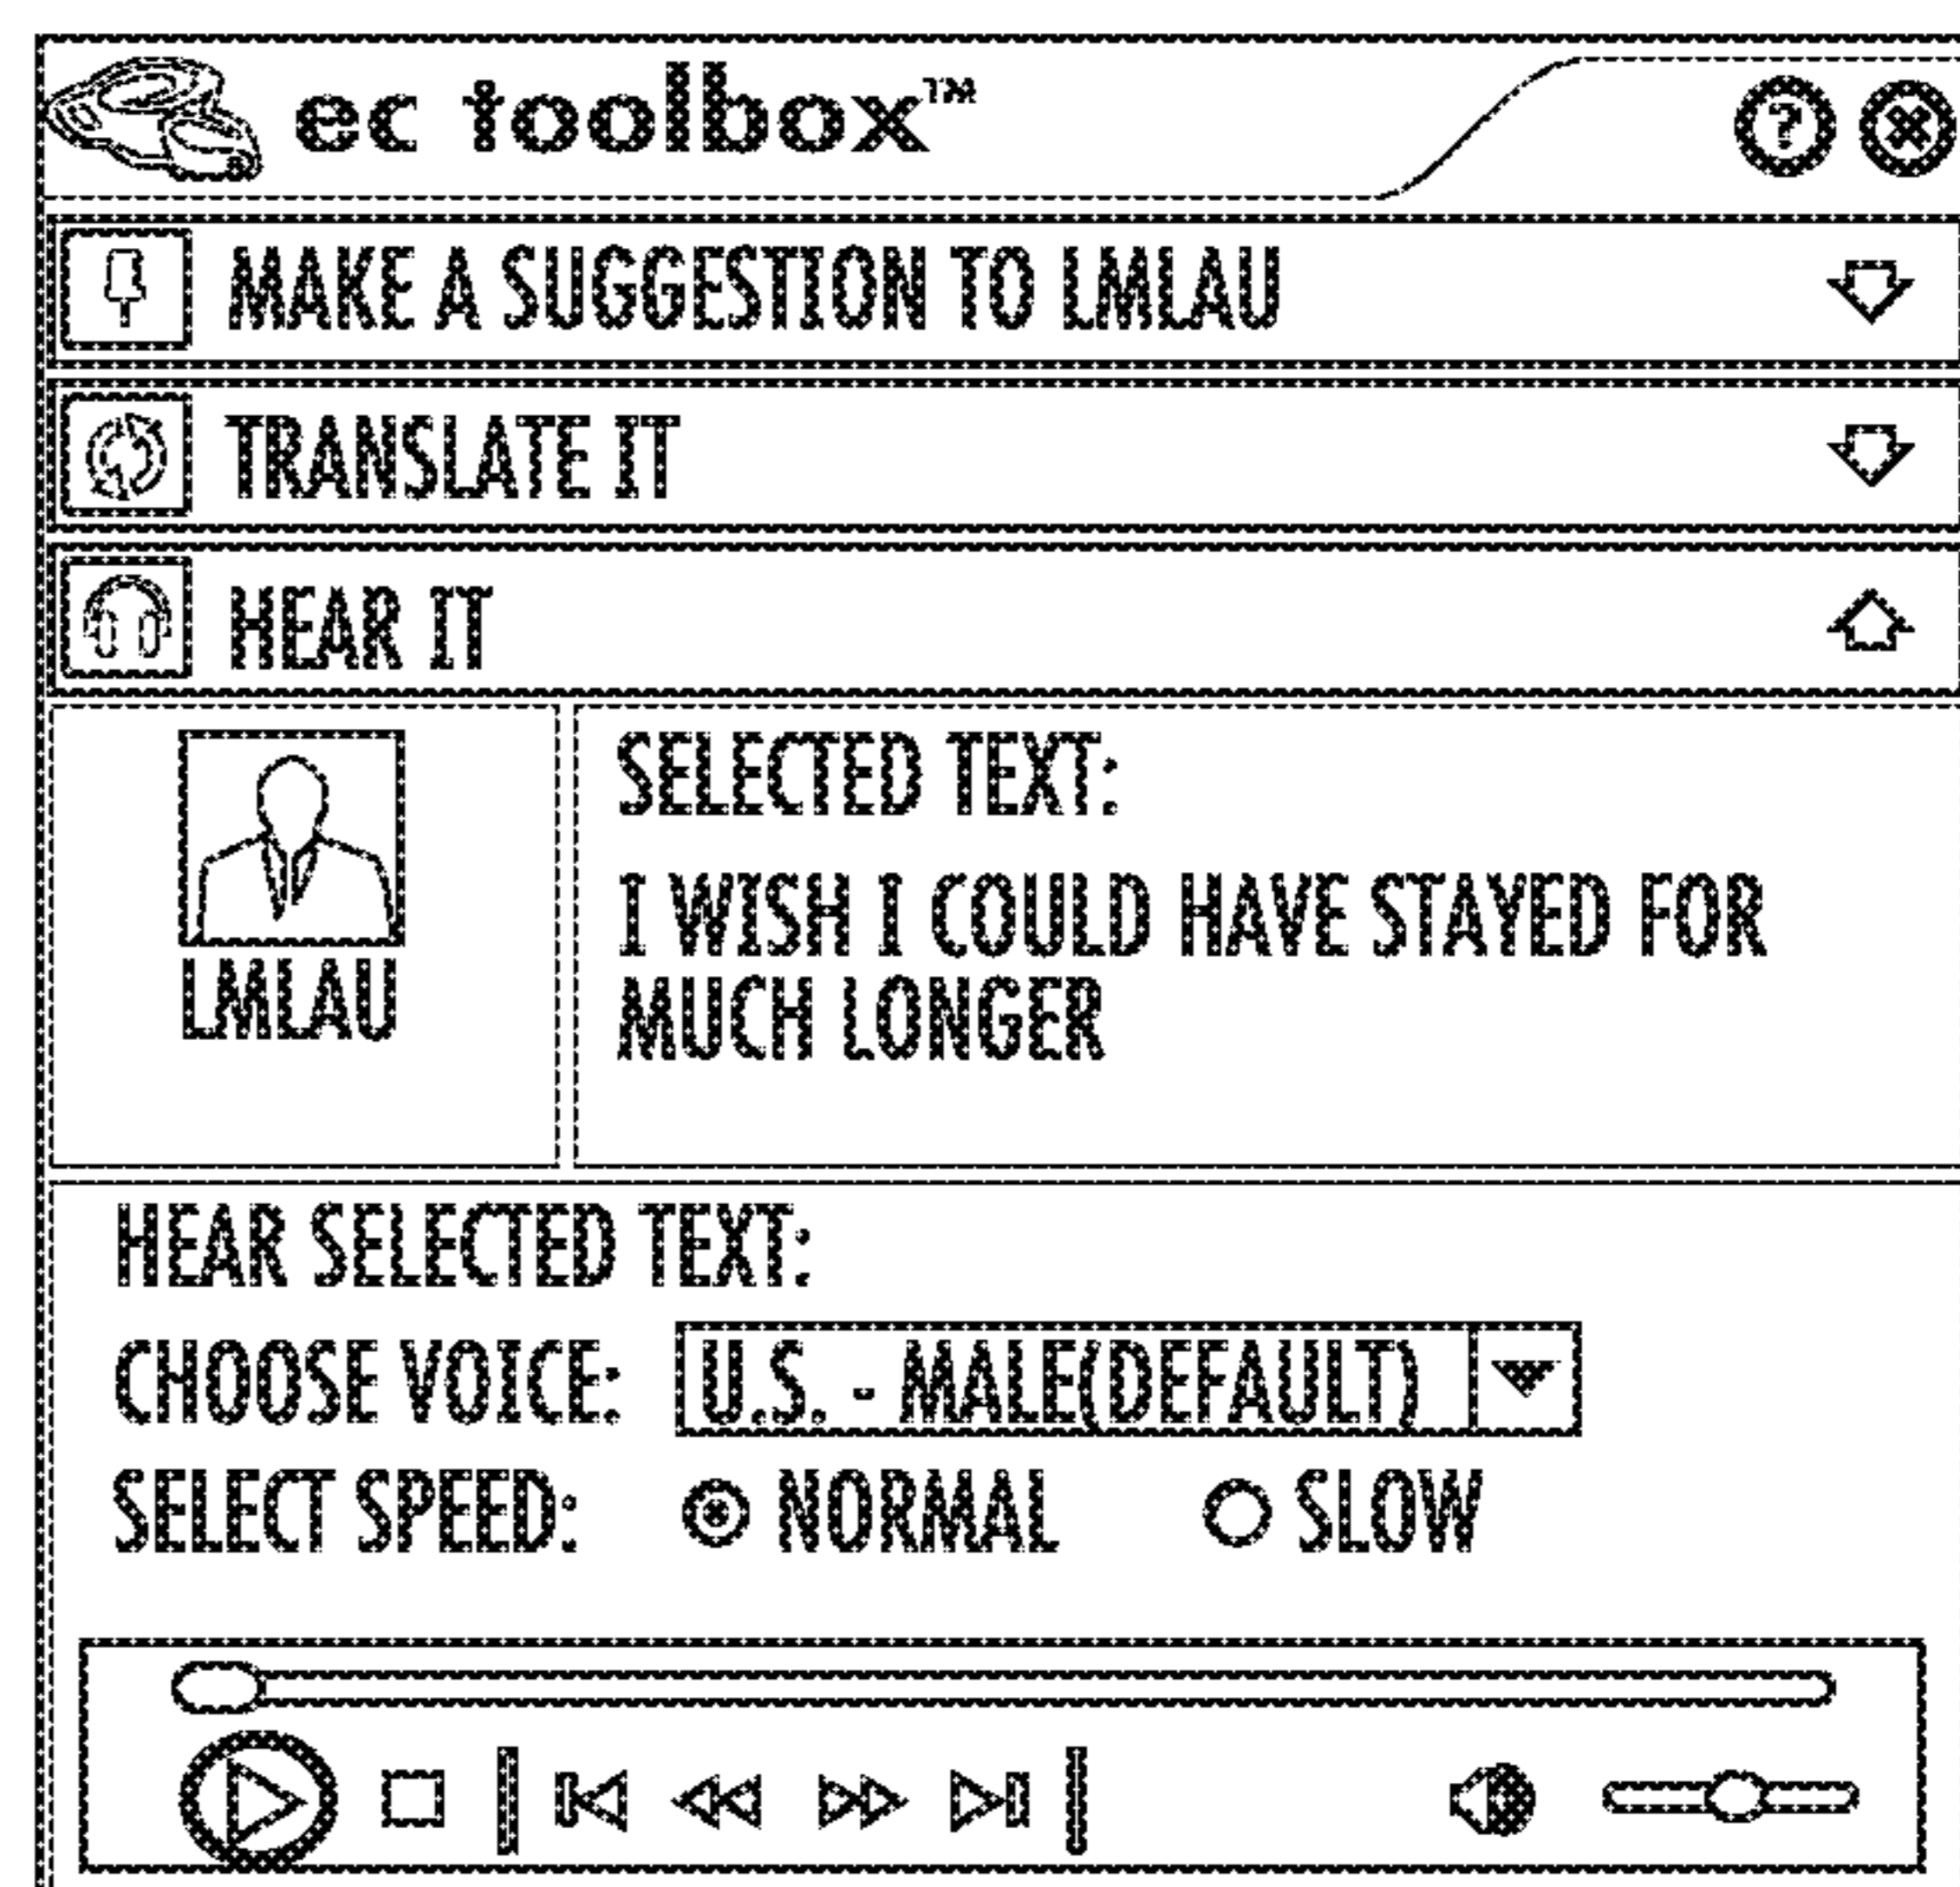 ec toolbox™
?
MAKE A SUGGESTION TO LMLAU
TRANSLATE IT
HEAR IT
LMLAU
SELECTED TEXT:
I WISH I COULD HAVE STAYED FOR
MUCH LONGER
HEAR SELECTED TEXT:
CHOOSE VOICE: U.S. - MALE(DEFAULT)
SELECT SPEED: NORMAL SLOW